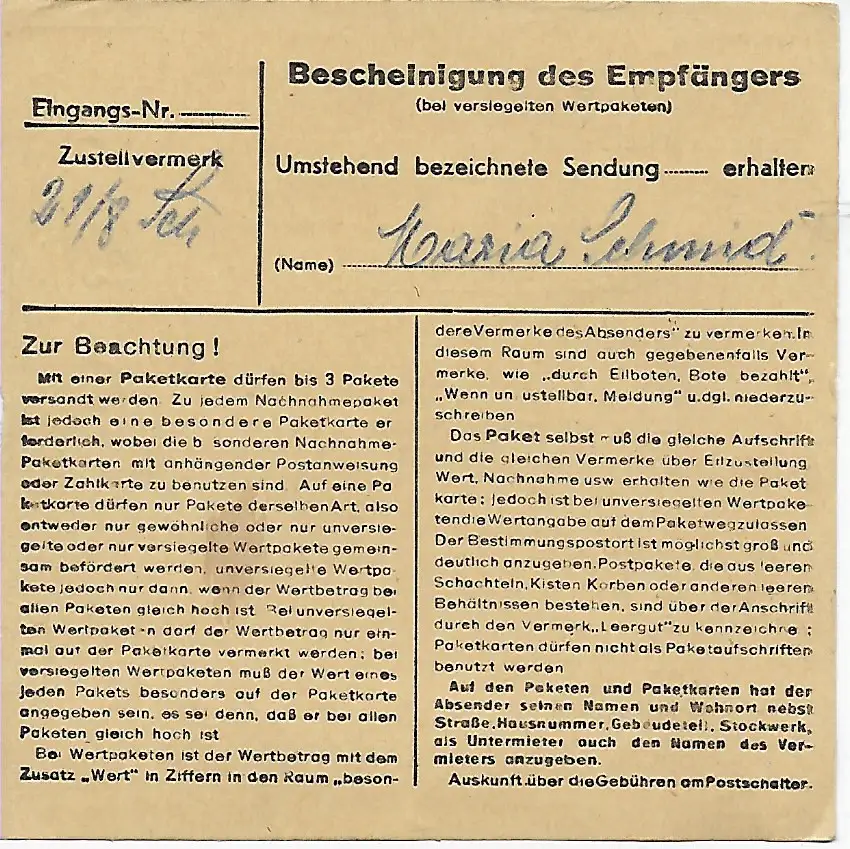 Eingangs-Nr.
Zustellvermerk
21/8 Sch
Bescheinigung des Empfängers
(bei versiegelten Wertpaketen)
Umstehend bezeichnete Sendung erhalten
(Name) Maria Schmid
Zur Beachtung!
Mit einer Paketkarte dürfen bis 3 Pakete
versandt werden. Zu jedem Nachnahmepaket
ist jedoch eine besondere Paketkarte er
forderlich, wobei die b sonderen Nachnahme-
Paketkarten mit anhängender Postanweisung
oder Zahlkarte zu benutzen sind. Auf eine Pa
ketkarte dürfen nur Pakete derselben Art, also
entweder nur gewöhnliche oder nur unversie-
gelte oder nur versiegelte Wertpakete gemein-
sam befördert werden, unversiegelte Wertpa-
kete jedoch nur dann, wenn der Wertbetrag bei
allen Paketen gleich hoch ist. Bei unversiegel-
ten Wertpaket n darf der Wertbetrag nur ein-
mal auf der Paketkarte vermerkt werden; bei
versiegelten Wertpaketen muß der Wert eines
jeden Pakets besonders auf der Paketkarte
angegeben sein, es sei denn, daß er bei allen
Paketen gleich hoch ist
Bei Wertpaketen ist der Wertbetrag mit dem
Zusatz „Wert" in Ziffern in den Raum „beson-
dere Vermerke des Absenders" zu vermerken. In
diesem Raum sind auch gegebenenfalls Ver-
merke, wie „durch Eilboten, Bote bezahlt",
„Wenn un ustellbar, Meldung" u.dgl. niederzu-
schreiben
Das Paket selbst muß die gleiche Aufschrift
und die gleichen Vermerke über Eilzustellung
Wert, Nachnahme usw erhalten wie die Paket
karte; jedoch ist bei unversiegelten Wertpake-
ten die Wertangabe auf dem Paket wegzulassen
Der Bestimmungspostort ist möglichst groß und
deutlich anzugeben. Postpakete, die aus leeren
Schachteln, Kisten Körben oder anderen leeren
Behältnissen bestehen, sind über der Anschrift
durch den Vermerk „Leergut" zu kennzeichne ;
Paketkarten dürfen nicht als Paketaufschriften
benutzt werden
Auf den Paketen und Paketkarten hat der
Absender seinen Namen und Wohnort nebst
Straße, Hausnummer, Gebäudeteil, Stockwerk,
als Untermieter auch den Namen des Ver-
mieters anzugeben.
Auskunft über die Gebühren am Postschalter.